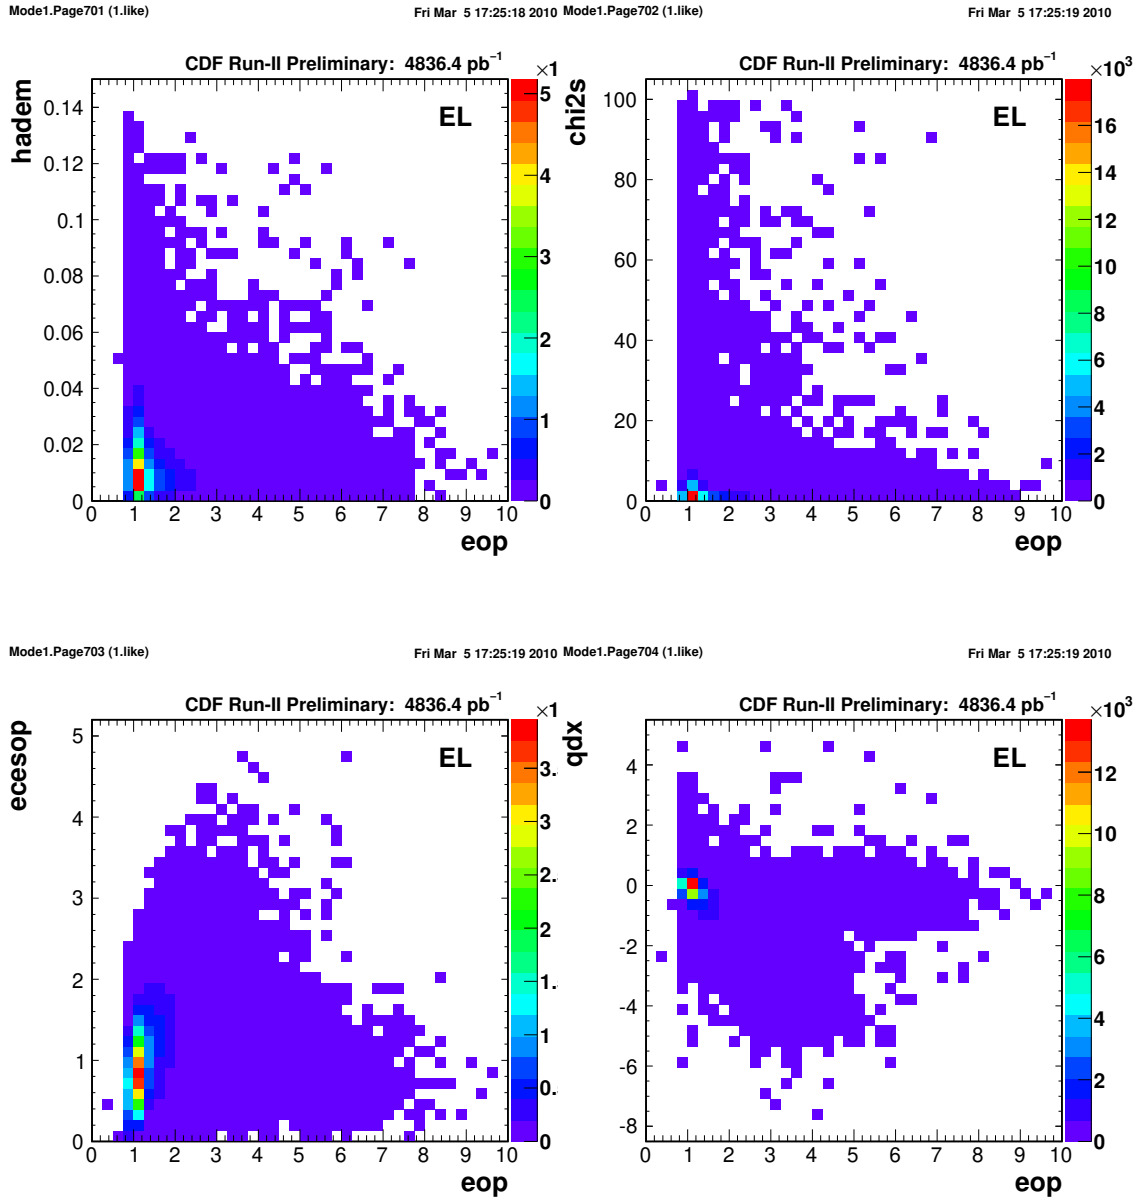 Mode1.Page701 (1.like)
Fri Mar 5 17:25:18 2010
Mode1.Page702 (1.like)
Fri Mar 5 17:25:19 2010
CDF Run-II Preliminary: 4836.4 pb⁻¹
×1
hadem
EL
0.14
0.12
0.1
0.08
0.06
0.04
0.02
0
5
4
3
2
1
0
0 1 2 3 4 5 6 7 8 9 10
eop
CDF Run-II Preliminary: 4836.4 pb⁻¹
×10³
chi2s
EL
100
80
60
40
20
0
16
14
12
10
8
6
4
2
0
0 1 2 3 4 5 6 7 8 9 10
eop
Mode1.Page703 (1.like)
Fri Mar 5 17:25:19 2010
Mode1.Page704 (1.like)
Fri Mar 5 17:25:19 2010
CDF Run-II Preliminary: 4836.4 pb⁻¹
×1
ecesop
EL
5
4
3
2
1
0
3.
3
2.
2
1.
1
0.
0
0 1 2 3 4 5 6 7 8 9 10
eop
CDF Run-II Preliminary: 4836.4 pb⁻¹
×10³
qdx
EL
4
2
0
-2
-4
-6
-8
12
10
8
6
4
2
0
0 1 2 3 4 5 6 7 8 9 10
eop